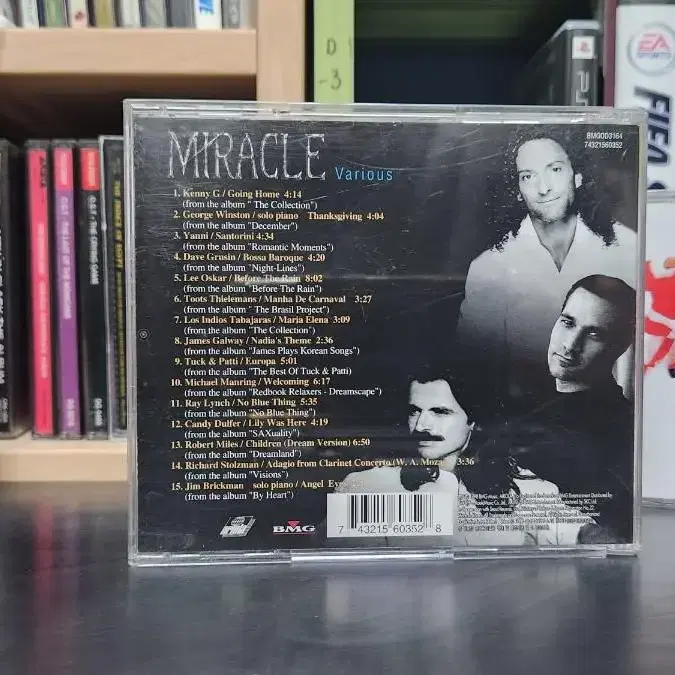 D
-3
EA
SPORTS
FIFA
MIRACLE
Various
BMGOD3164
74321560352
1. Kenny G / Going Home 4:14
(from the album " The Collection")
2. George Winston / solo piano Thanksgiving 4:04
(from the album "December")
3. Yanni / Santorini 4:34
(from the album "Romantic Moments")
4. Dave Grusin / Bossa Baroque 4:20
(from the album "Night-Lines")
5. Lee Oskar / Before The Rain 8:02
(from the album "Before The Rain")
6. Toots Thielemans / Manha De Carnaval 3:27
(from the album " The Brasil Project")
7. Los Indios Tabajaras / Maria Elena 3:09
(from the album "The Collection")
8. James Galway / Nadia's Theme 2:36
(from the album "James Plays Korean Songs")
9. Tuck & Patti / Europa 5:01
(from the album "The Best Of Tuck & Patti)
10. Michael Manring / Welcoming 6:17
(from the album "Redbook Relaxers - Dreamscape")
11. Ray Lynch / No Blue Thing 5:35
(from the album "No Blue Thing")
12. Candy Dulfer / Lily Was Here 4:19
(from the album "SAXuality")
13. Robert Miles / Children (Dream Version) 6:50
(from the album "Dreamland")
14. Richard Stolzman / Adagio from Clarinet Concerto (W. A. Moza 3:36
(from the album "Visions")
15. Jim Brickman solo piano / Angel Eyes
(from the album "By Heart")
BMG
7 43215 60352 8